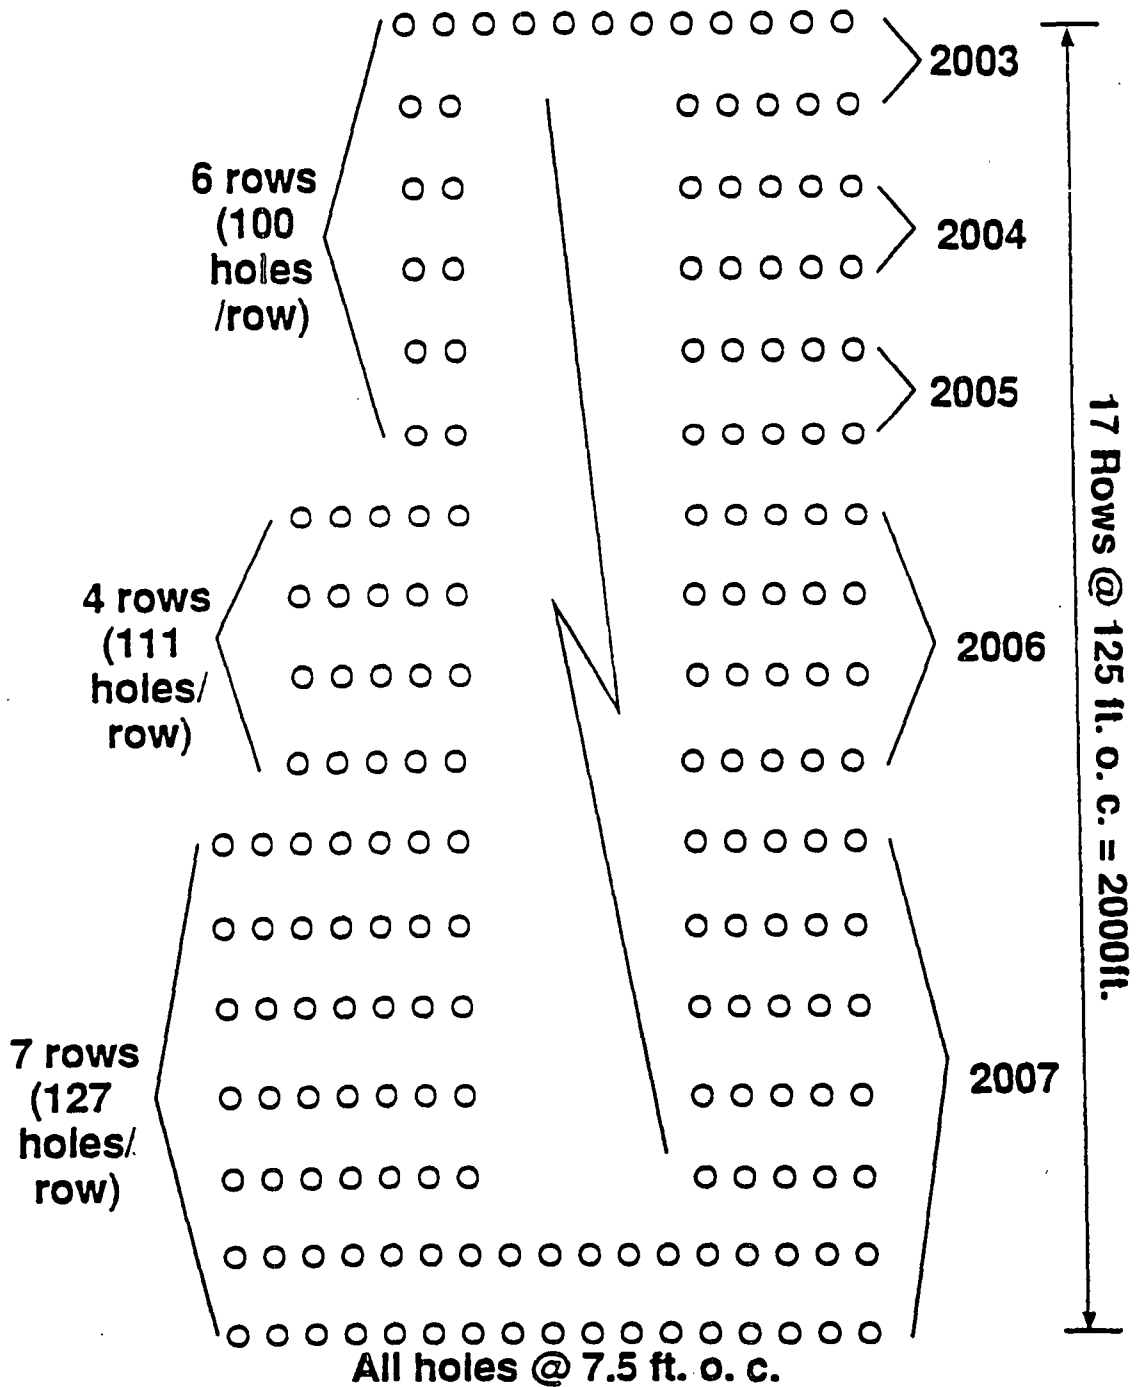 2003
6 rows
(100
holes
/row)
2004
2005
17 Rows @ 125 ft. o. c. = 2000ft.
4 rows
(111
holes/
row)
2006
7 rows
(127
holes/
row)
2007
All holes @ 7.5 ft. o. c.